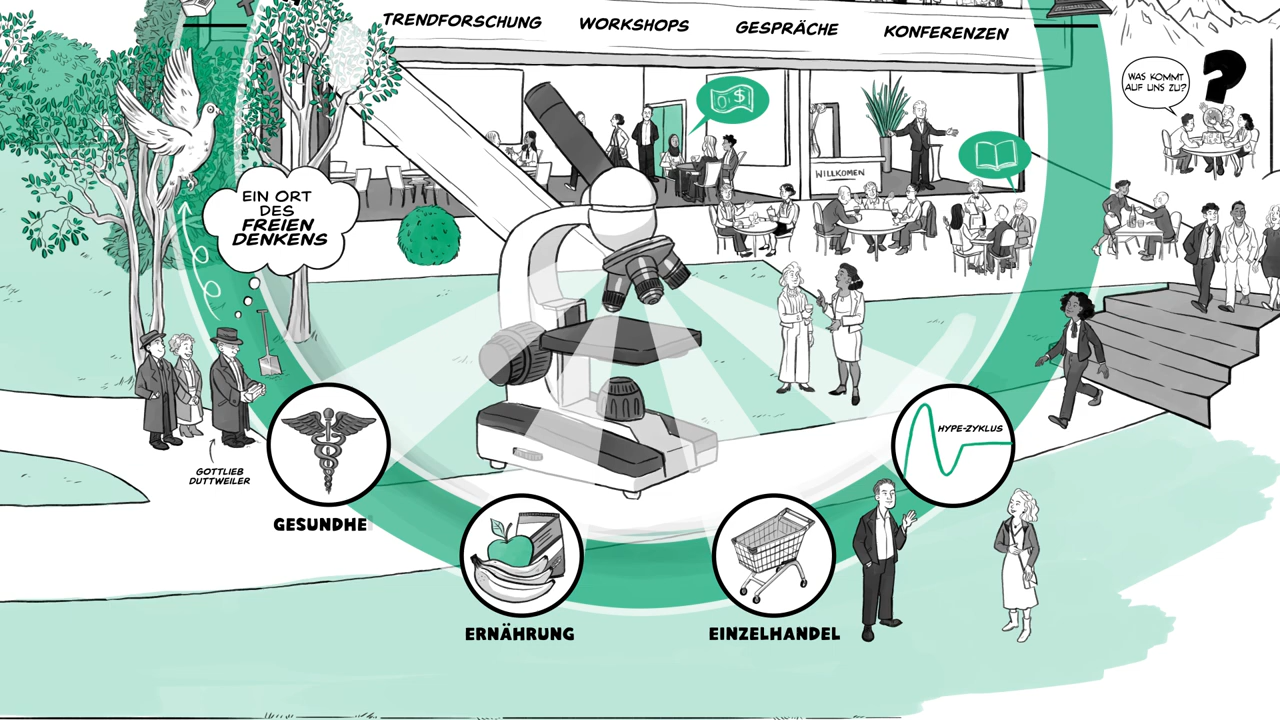 TRENDFORSCHUNG WORKSHOPS GESPRÄCHE KONFERENZEN
WAS KOMMT
AUF UNS ZU?
?
$
WILLKOMEN
EIN ORT
DES
FREIEN
DENKENS
GOTTLIEB
DUTTWEILER
HYPE-ZYKLUS
GESUNDHE
ERNÄHRUNG
EINZELHANDEL